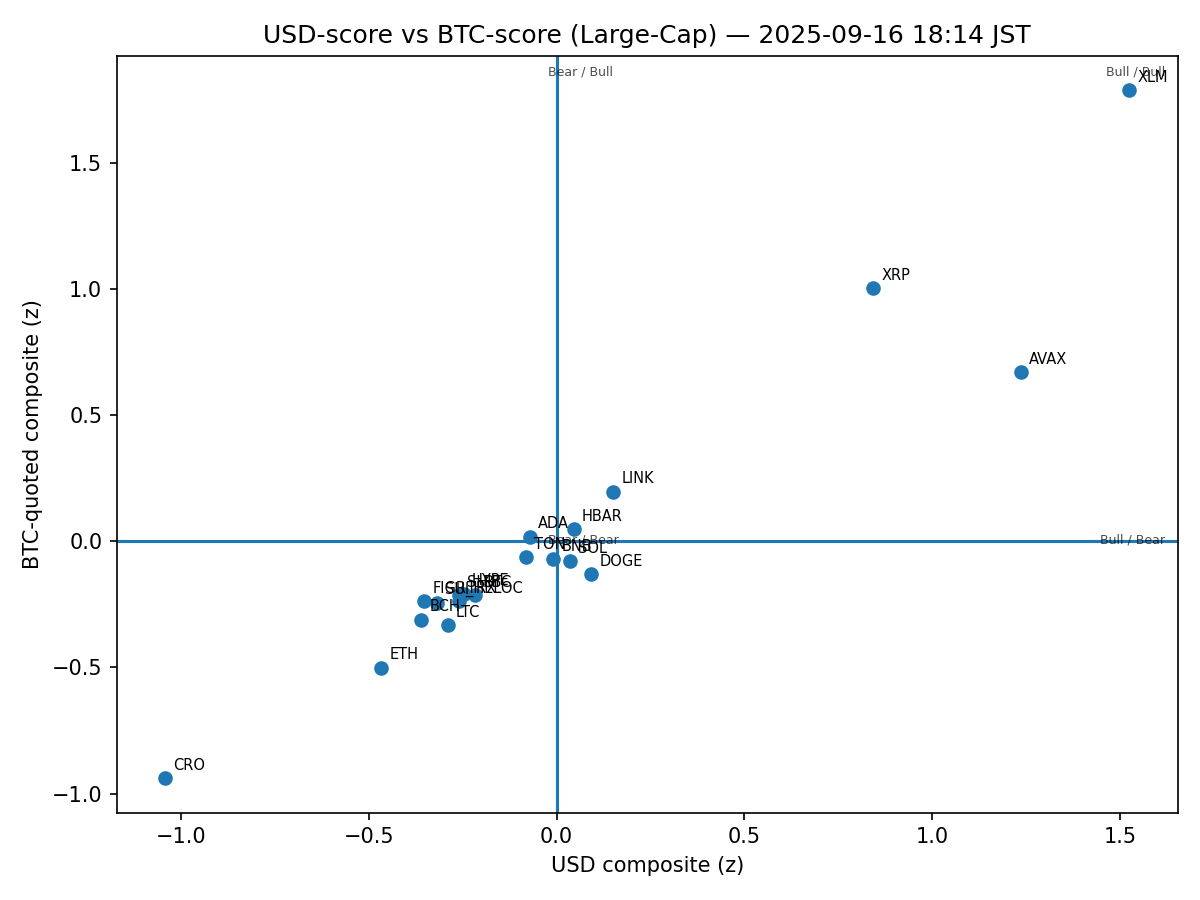 USD-score vs BTC-score (Large-Cap) — 2025-09-16 18:14 JST
Bear / Bull
Bull / Bull
XLM
1.5
XRP
1.0
AVAX
BTC-quoted composite (z)
0.5
LINK
HBAR
ADA
0.0
Bear / Bear
Bull / Bear
TON
BNB
SOL
DOGE
BCH
LTC
−0.5
ETH
CRO
−1.0
−1.0
−0.5
0.0
0.5
1.0
1.5
USD composite (z)